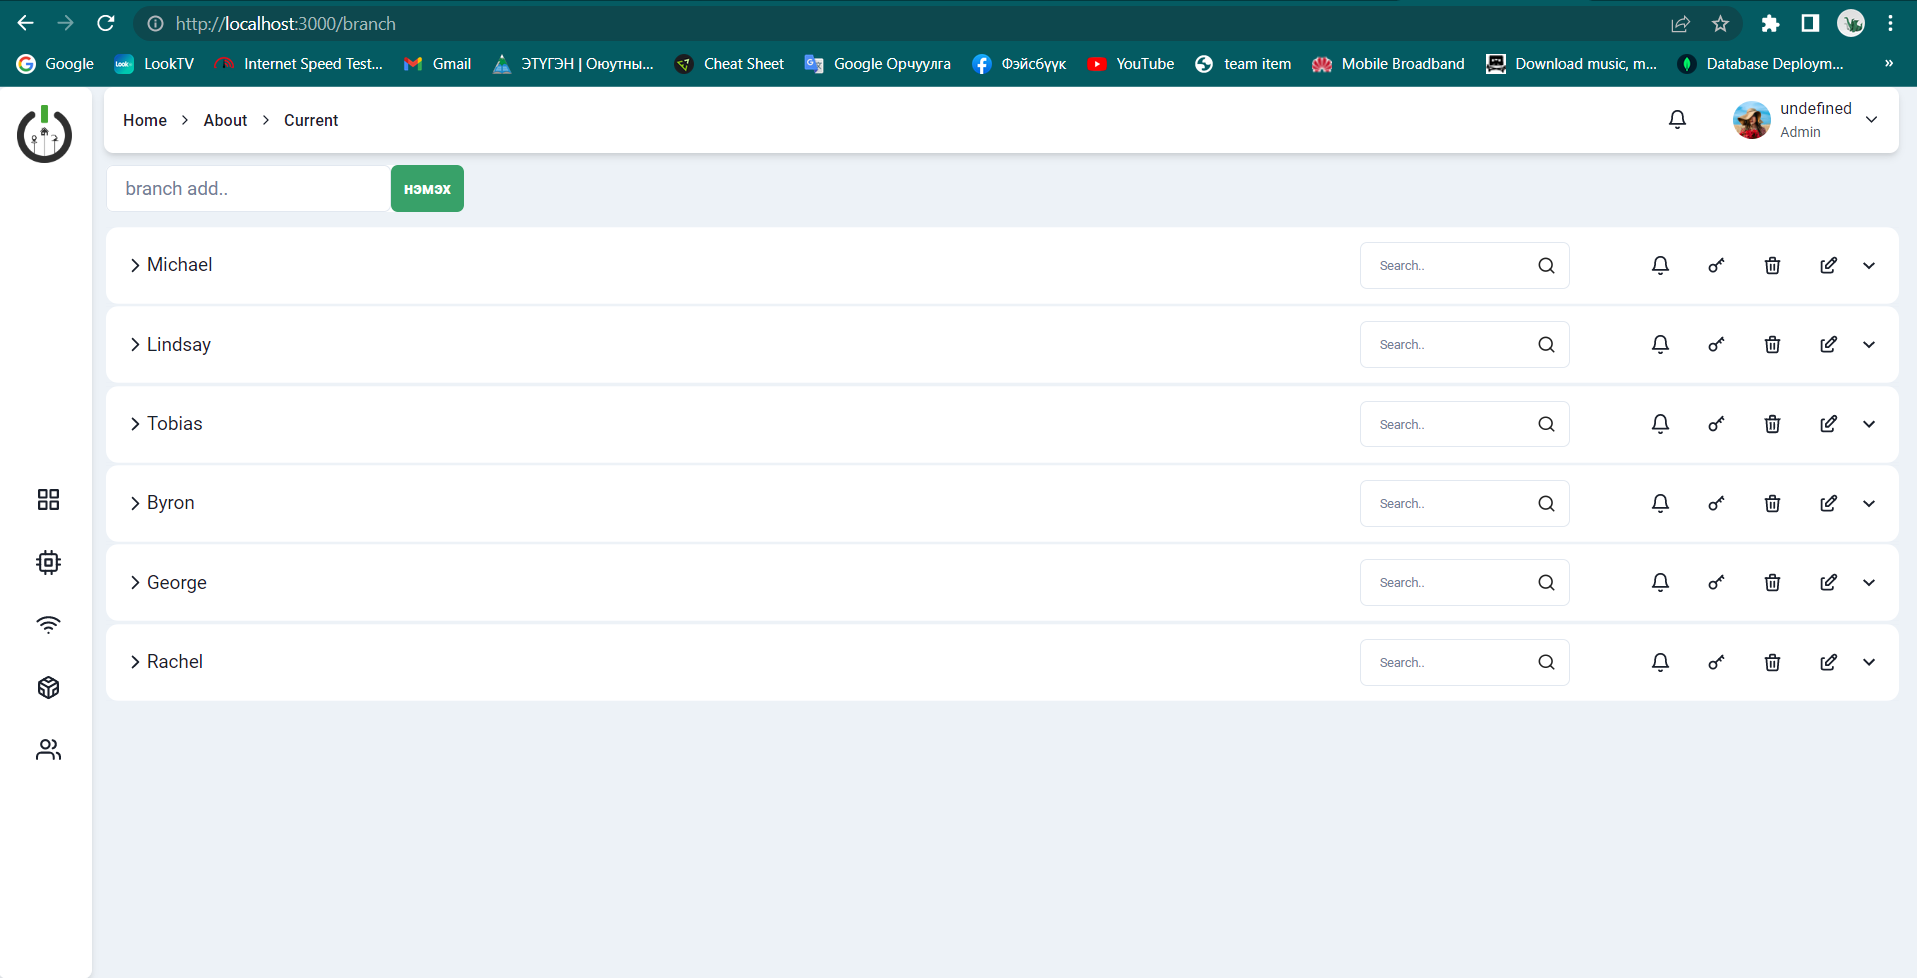 http://localhost:3000/branch
Google LookTV Internet Speed Test... Gmail ЭТҮГЭН | Оюутны... Cheat Sheet Google Орчуулга Фэйсбүүк YouTube team item Mobile Broadband Download music, m... Database Deploym... »
Home > About > Current
undefined
Admin
branch add.. нэмэх
Michael Search..
Lindsay Search..
Tobias Search..
Byron Search..
George Search..
Rachel Search..